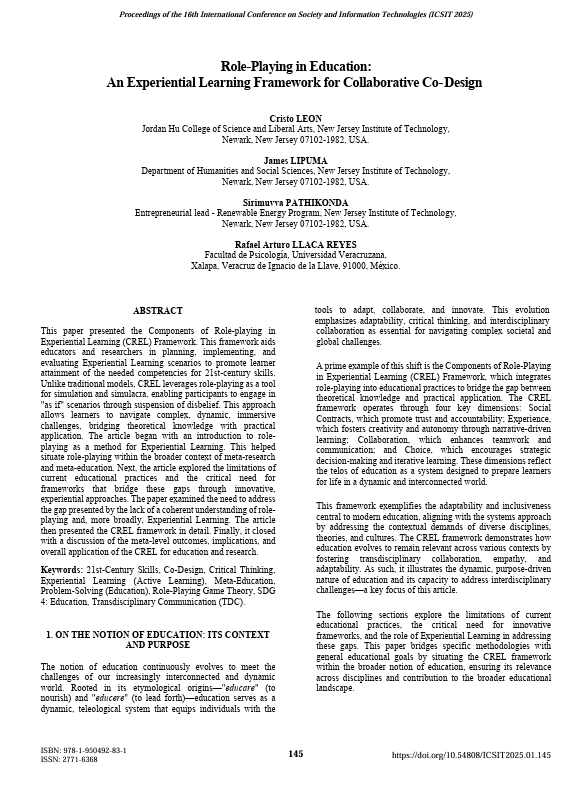 Proceedings of the 16th International Conference on Society and Information Technologies (ICSIT 2025)
Role-Playing in Education:
An Experiential Learning Framework for Collaborative Co-Design
Cristo LEON
Jordan Hu College of Science and Liberal Arts, New Jersey Institute of Technology,
Newark, New Jersey 07102-1982, USA.
James LIPUMA
Department of Humanities and Social Sciences, New Jersey Institute of Technology,
Newark, New Jersey 07102-1982, USA.
Sirimuvva PATHIKONDA
Entrepreneurial lead - Renewable Energy Program, New Jersey Institute of Technology,
Newark, New Jersey 07102-1982, USA.
Rafael Arturo LLACA REYES
Facultad de Psicología, Universidad Veracruzana,
Xalapa, Veracruz de Ignacio de la Llave, 91000, México.
ABSTRACT
This paper presented the Components of Role-playing in
Experiential Learning (CREL) Framework. This framework aids
educators and researchers in planning, implementing, and
evaluating Experiential Learning scenarios to promote learner
attainment of the needed competencies for 21st-century skills.
Unlike traditional models, CREL leverages role-playing as a tool
for simulation and simulacra, enabling participants to engage in
"as if" scenarios through suspension of disbelief. This approach
allows learners to navigate complex, dynamic, immersive
challenges, bridging theoretical knowledge with practical
application. The article began with an introduction to role-
playing as a method for Experiential Learning. This helped
situate role-playing within the broader context of meta-research
and meta-education. Next, the article explored the limitations of
current educational practices and the critical need for
frameworks that bridge these gaps through innovative,
experiential approaches. The paper examined the need to address
the gap presented by the lack of a coherent understanding of role-
playing and, more broadly, Experiential Learning. The article
then presented the CREL framework in detail. Finally, it closed
with a discussion of the meta-level outcomes, implications, and
overall application of the CREL for education and research.
Keywords: 21st-Century Skills, Co-Design, Critical Thinking,
Experiential Learning (Active Learning), Meta-Education,
Problem-Solving (Education), Role-Playing Game Theory, SDG
4: Education, Transdisciplinary Communication (TDC).
1. ON THE NOTION OF EDUCATION: ITS CONTEXT
AND PURPOSE
The notion of education continuously evolves to meet the
challenges of our increasingly interconnected and dynamic
world. Rooted in its etymological origins—"educare" (to
nourish) and "educere" (to lead forth)—education serves as a
dynamic, teleological system that equips individuals with the
tools to adapt, collaborate, and innovate. This evolution
emphasizes adaptability, critical thinking, and interdisciplinary
collaboration as essential for navigating complex societal and
global challenges.
A prime example of this shift is the Components of Role-Playing
in Experiential Learning (CREL) Framework, which integrates
role-playing into educational practices to bridge the gap between
theoretical knowledge and practical application. The CREL
framework operates through four key dimensions: Social
Contracts, which promote trust and accountability; Experience,
which fosters creativity and autonomy through narrative-driven
learning; Collaboration, which enhances teamwork and
communication; and Choice, which encourages strategic
decision-making and iterative learning. These dimensions reflect
the telos of education as a system designed to prepare learners
for life in a dynamic and interconnected world.
This framework exemplifies the adaptability and inclusiveness
central to modern education, aligning with the systems approach
by addressing the contextual demands of diverse disciplines,
theories, and cultures. The CREL framework demonstrates how
education evolves to remain relevant across various contexts by
fostering transdisciplinary collaboration, empathy, and
adaptability. As such, it illustrates the dynamic, purpose-driven
nature of education and its capacity to address interdisciplinary
challenges—a key focus of this article.
The following sections explore the limitations of current
educational practices, the critical need for innovative
frameworks, and the role of Experiential Learning in addressing
these gaps. This paper bridges specific methodologies with
general educational goals by situating the CREL framework
within the broader notion of education, ensuring its relevance
across disciplines and contribution to the broader educational
landscape.
ISBN: 978-1-950492-83-1
ISSN: 2771-6368
145
https://doi.org/10.54808/ICSIT2025.01.145